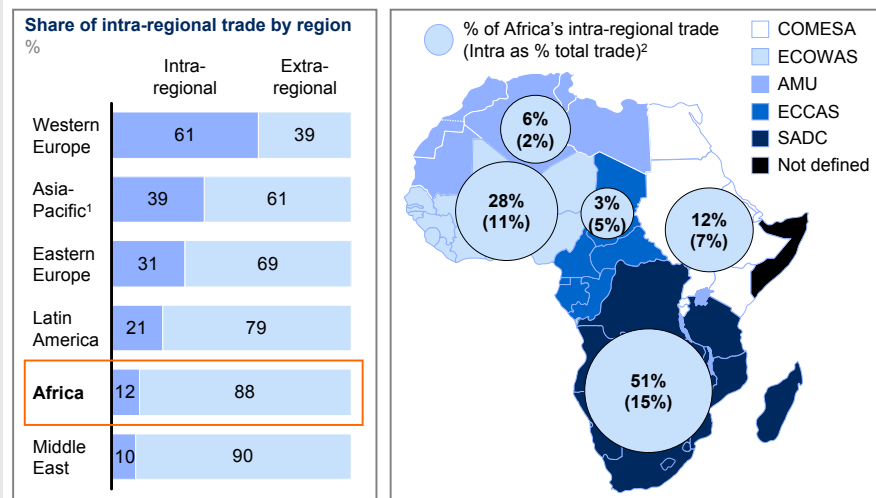 Share of intra-regional trade by region
%
Intra-
regional
Extra-
regional
Western
Europe
61
39
Asia-
Pacific¹
39
61
Eastern
Europe
31
69
Latin
America
21
79
Africa
12
88
Middle
East
10
90
% of Africa's intra-regional trade
(Intra as % total trade)²
COMESA
ECOWAS
AMU
ECCAS
SADC
Not defined
6%
(2%)
28%
(11%)
3%
(5%)
12%
(7%)
51%
(15%)